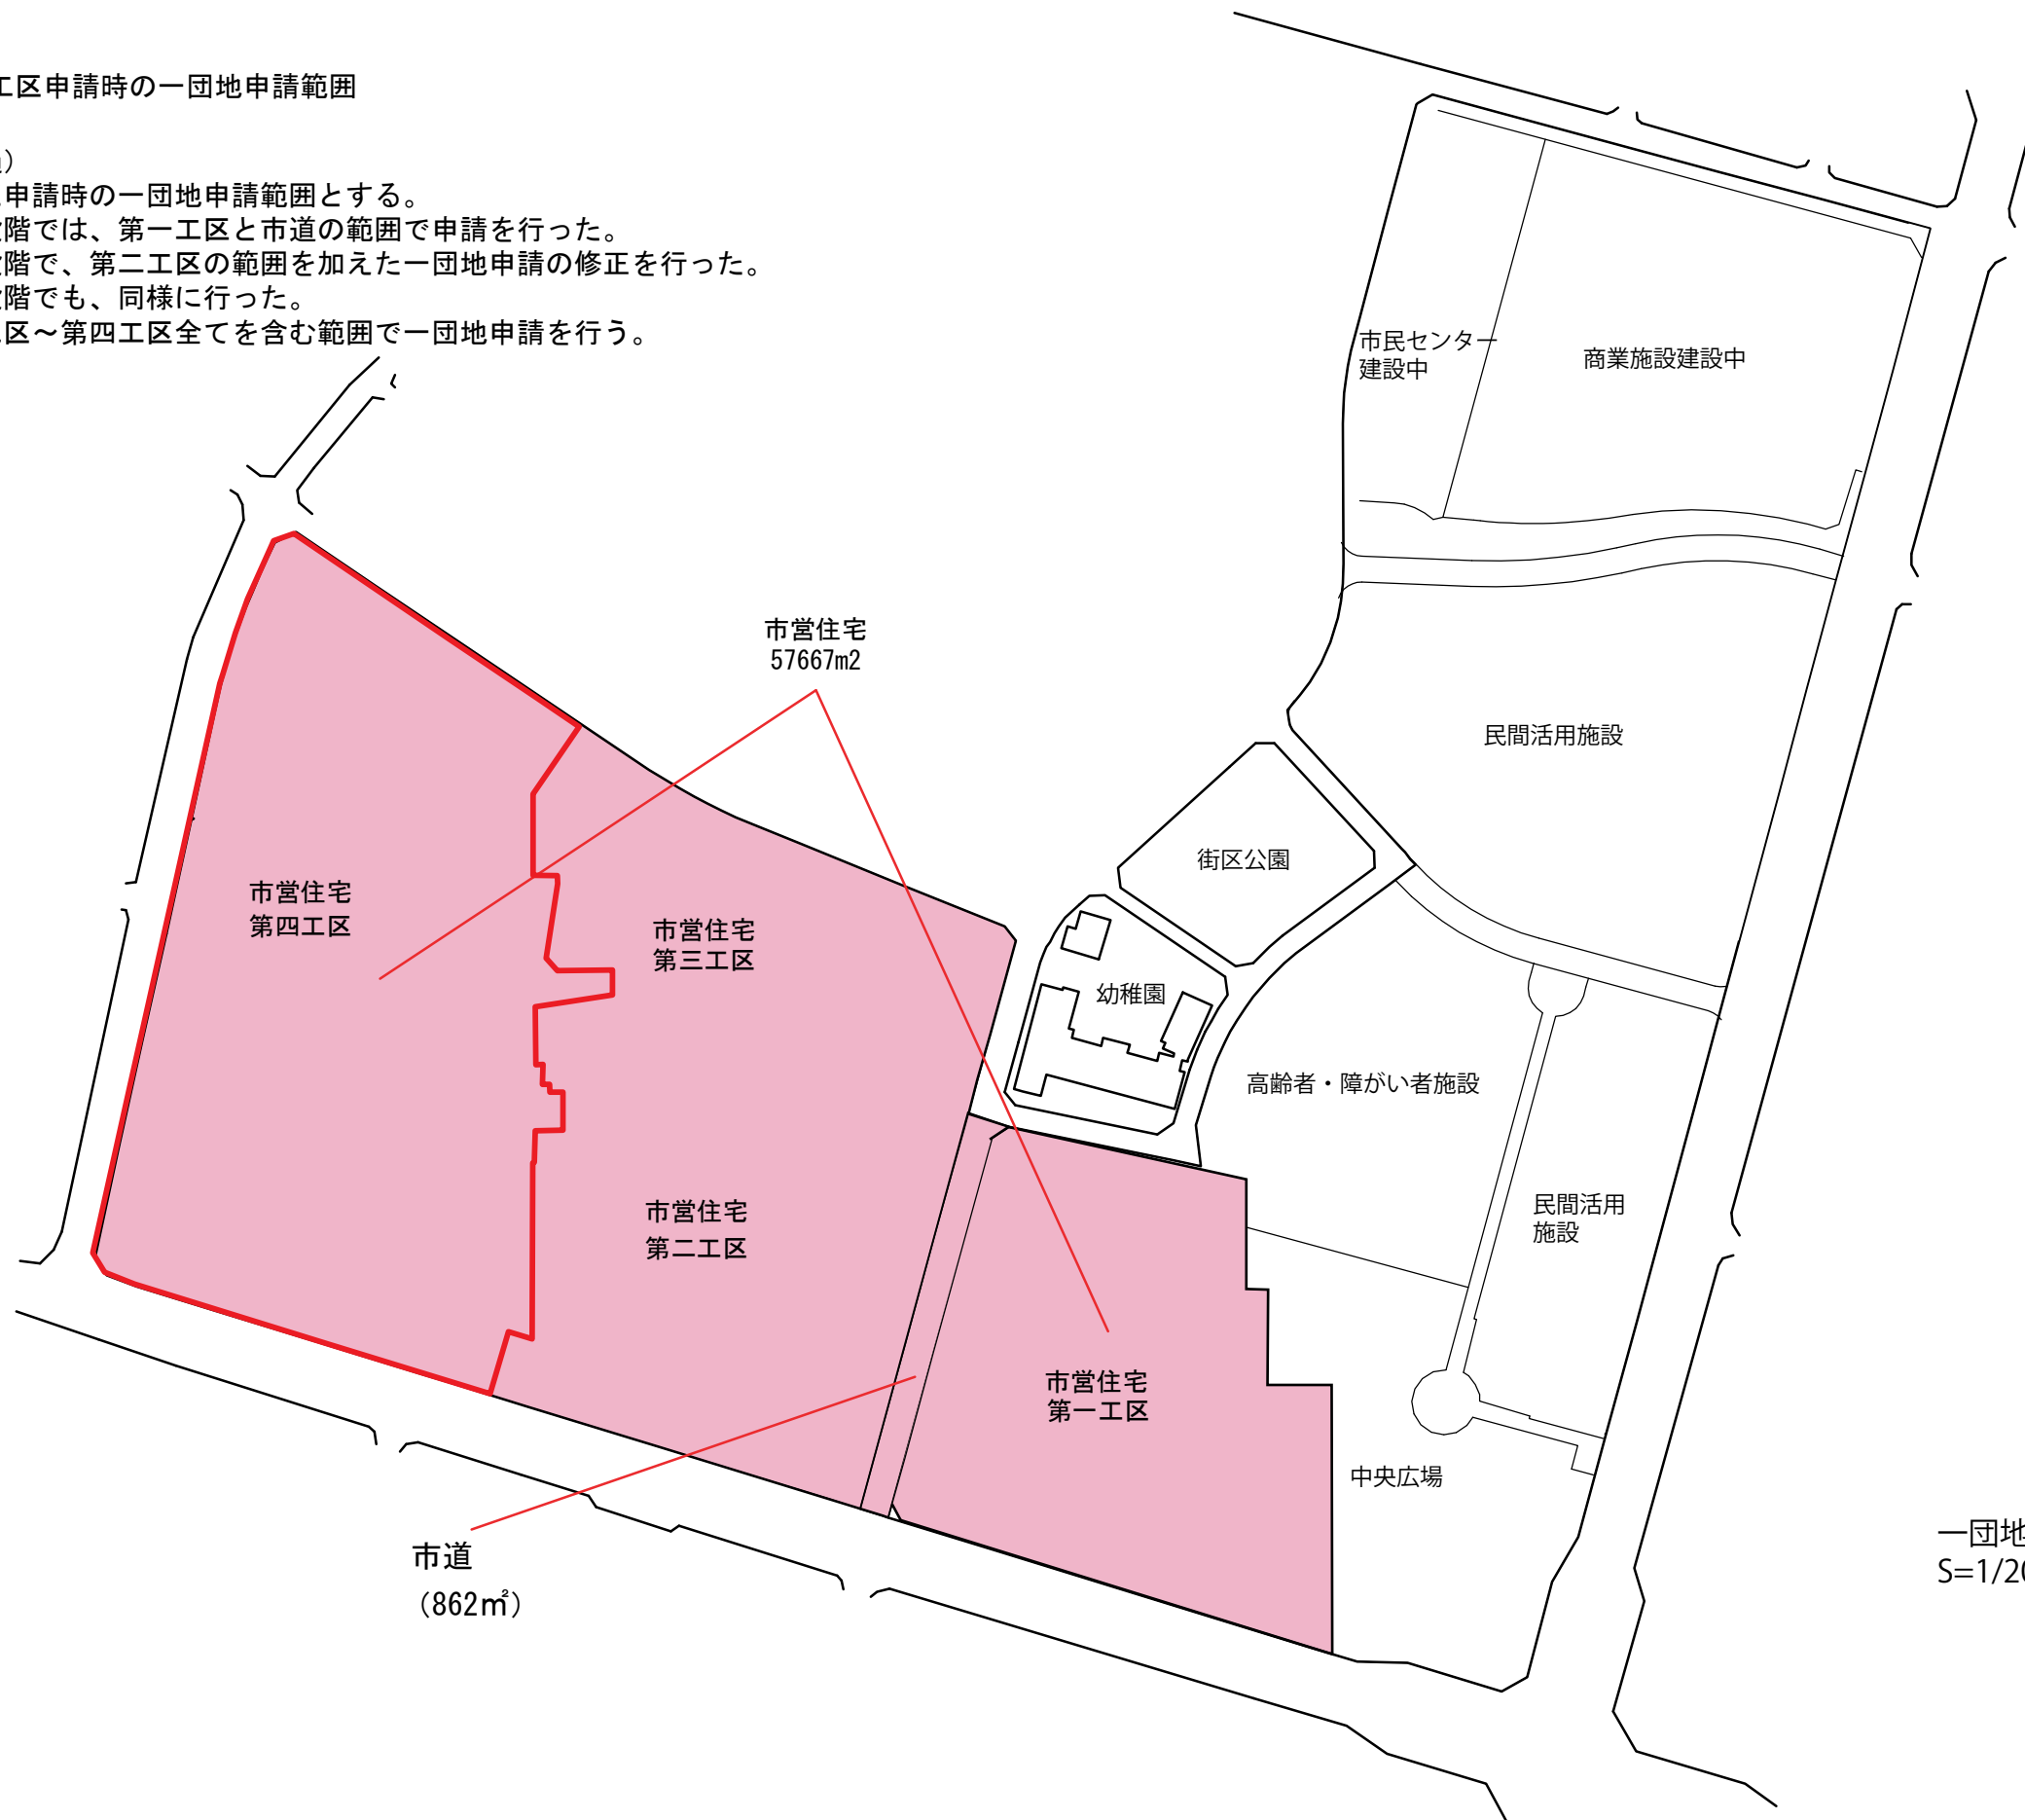 工区申請時の一団地申請範囲
申請時の一団地申請範囲とする。
階では、第一工区と市道の範囲で申請を行った。
階で、第二工区の範囲を加えた一団地申請の修正を行った。
階でも、同様に行った。
区～第四工区全てを含む範囲で一団地申請を行う。
市民センター
建設中
商業施設建設中
市営住宅
57667m2
民間活用施設
街区公園
市営住宅
第四工区
市営住宅
第三工区
幼稚園
高齢者・障がい者施設
市営住宅
第二工区
民間活用
施設
市営住宅
第一工区
中央広場
市道
（862㎡）
一団地
S=1/20